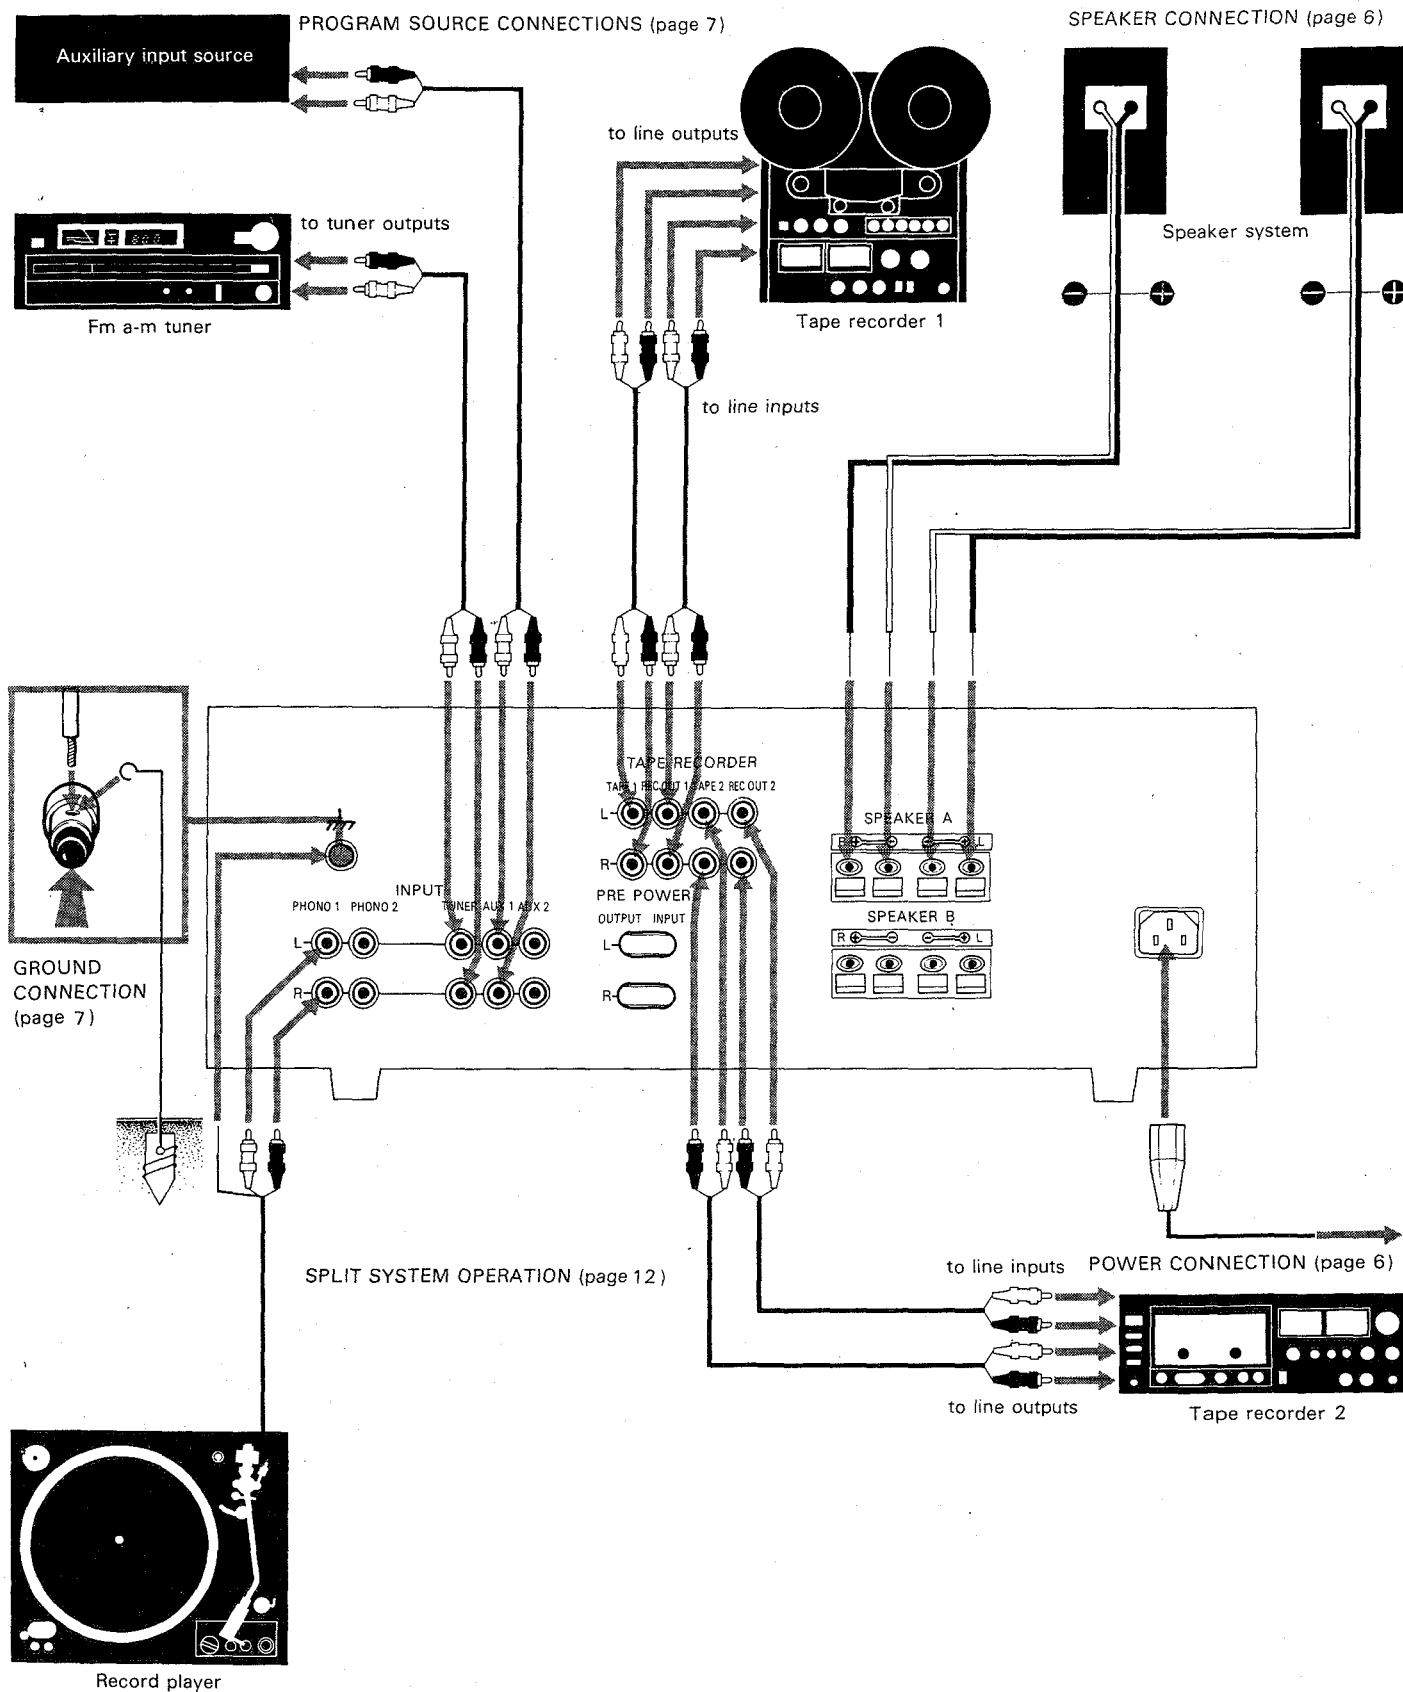 PROGRAM SOURCE CONNECTIONS (page 7)
SPEAKER CONNECTION (page 6)
Auxiliary input source
to line outputs
to tuner outputs
Speaker system
Fm a-m tuner
Tape recorder 1
to line inputs
TAPE RECORDER
TAPE 1 REC OUT 1 TAPE 2 REC OUT 2
L
SPEAKER A
R L
R
INPUT
PRE POWER
PHONO 1 PHONO 2 TUNER AUX 1 AUX 2
OUTPUT INPUT
SPEAKER B
L
L
R L
GROUND
CONNECTION
(page 7)
R
R
SPLIT SYSTEM OPERATION (page 12)
to line inputs
POWER CONNECTION (page 6)
to line outputs
Tape recorder 2
Record player